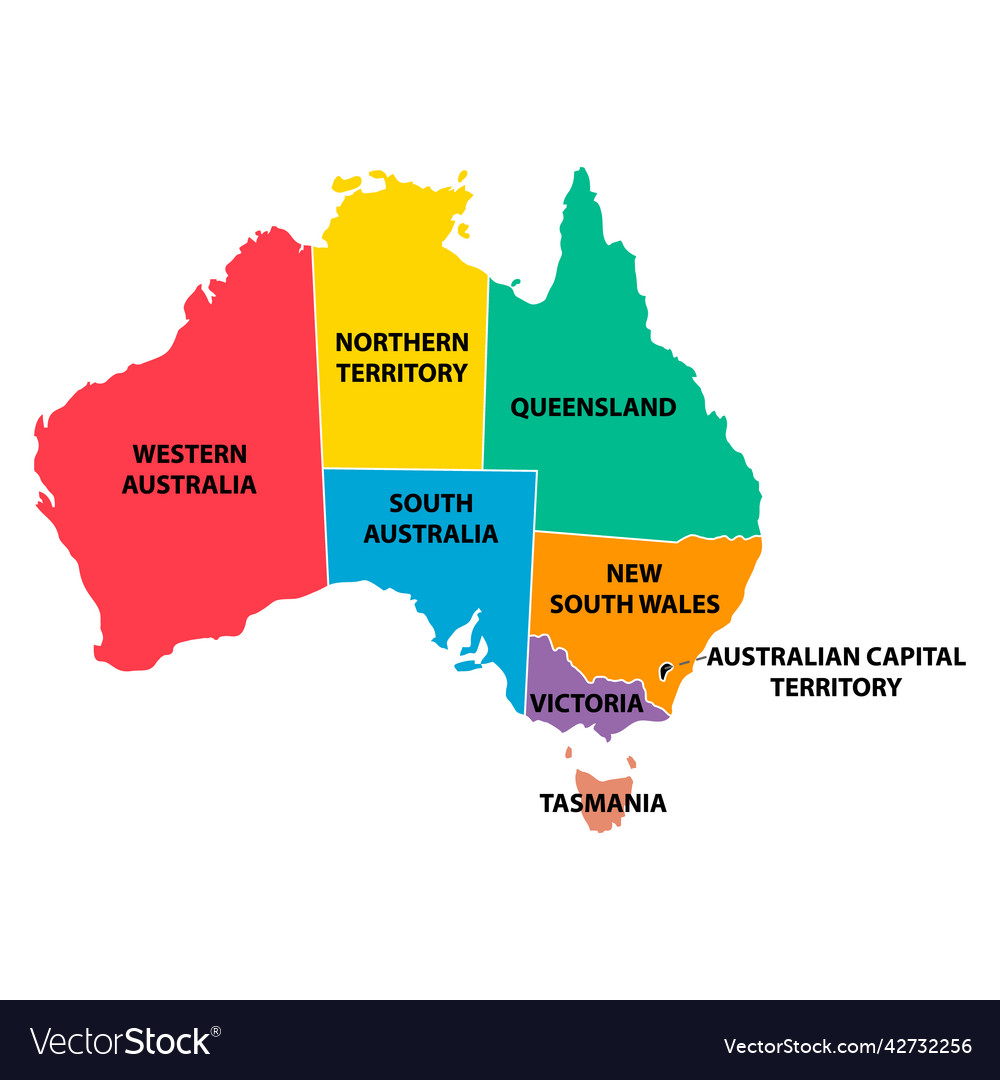 NORTHERN
TERRITORY
QUEENSLAND
WESTERN
AUSTRALIA
SOUTH
AUSTRALIA
NEW
SOUTH WALES
AUSTRALIAN CAPITAL
TERRITORY
VICTORIA
TASMANIA
VectorStock®
VectorStock.com/42732256